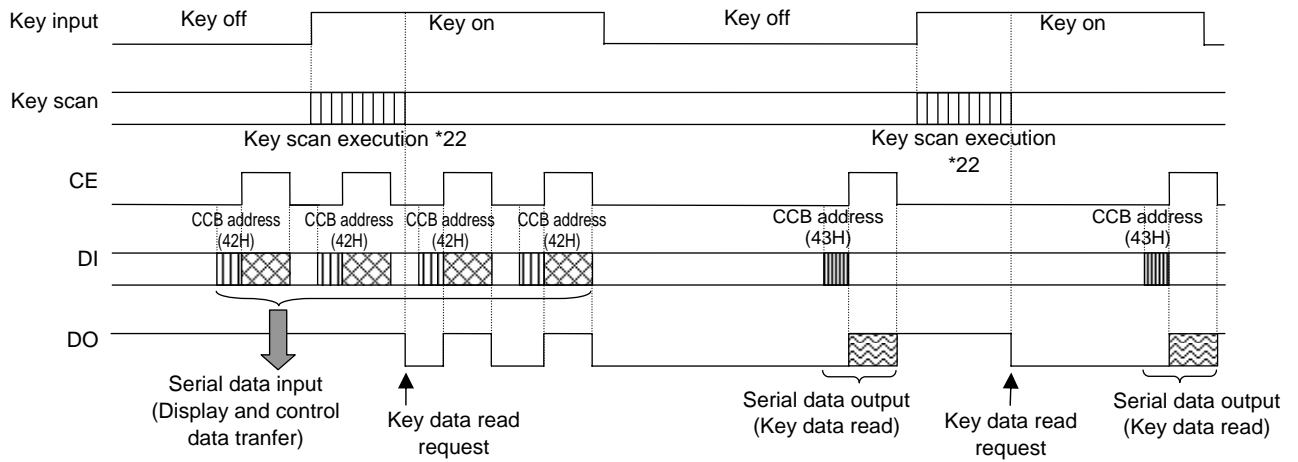 Key input
Key off
Key on
Key off
Key on
Key scan
Key scan execution *22
Key scan execution
*22
CE
CCB address
(42H)
CCB address
(42H)
CCB address
(42H)
CCB address
(42H)
CCB address
(43H)
CCB address
(43H)
DI
DO
Serial data input
(Display and control
data tranfer)
Key data read
request
Serial data output
(Key data read)
Key data read
request
Serial data output
(Key data read)